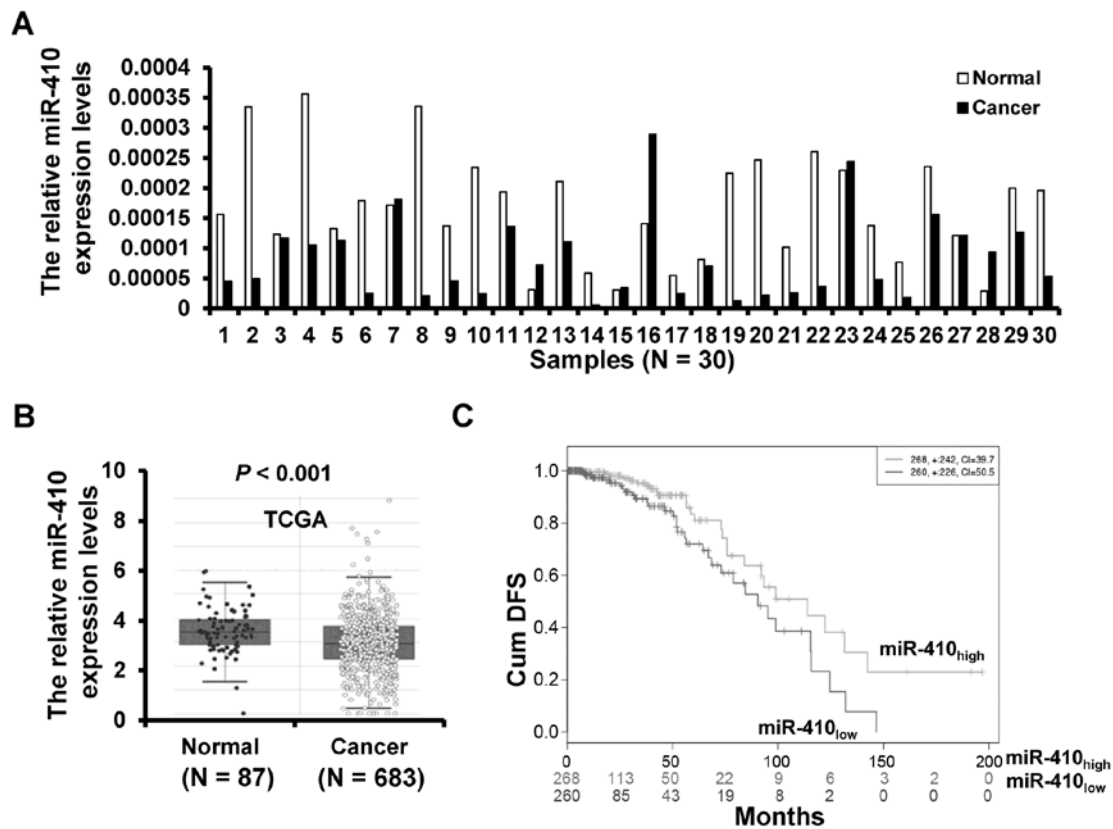 A
The relative miR-410
expression levels
0.0004
0.00035
0.0003
0.00025
0.0002
0.00015
0.0001
0.00005
0
Normal
Cancer
1 2 3 4 5 6 7 8 9 10 11 12 13 14 15 16 17 18 19 20 21 22 23 24 25 26 27 28 29 30
Samples (N = 30)
B
The relative miR-410
expression levels
10
8
6
4
2
0
P < 0.001
TCGA
Normal
(N = 87)
Cancer
(N = 683)
C
Cum DFS
1.0
0.8
0.6
0.4
0.2
0.0
268, +:242, CI=39.7
260, +:226, CI=50.5
miR-410high
miR-410low
0 50 100 150 200
268 113 50 22 9 6 3 2 0
260 85 43 19 8 2 0 0 0
miR-410high
miR-410low
Months